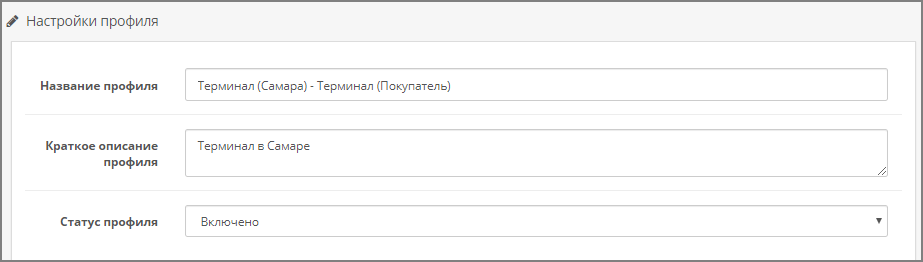 Настройки профиля
Название профиля
Терминал (Самара) - Терминал (Покупатель)
Краткое описание
профиля
Терминал в Самаре
Статус профиля
Включено